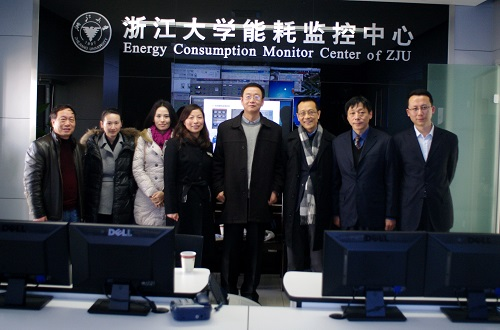 浙江大学能耗监控中心
Energy Consumption Monitor Center of ZJU
DELL
DELL